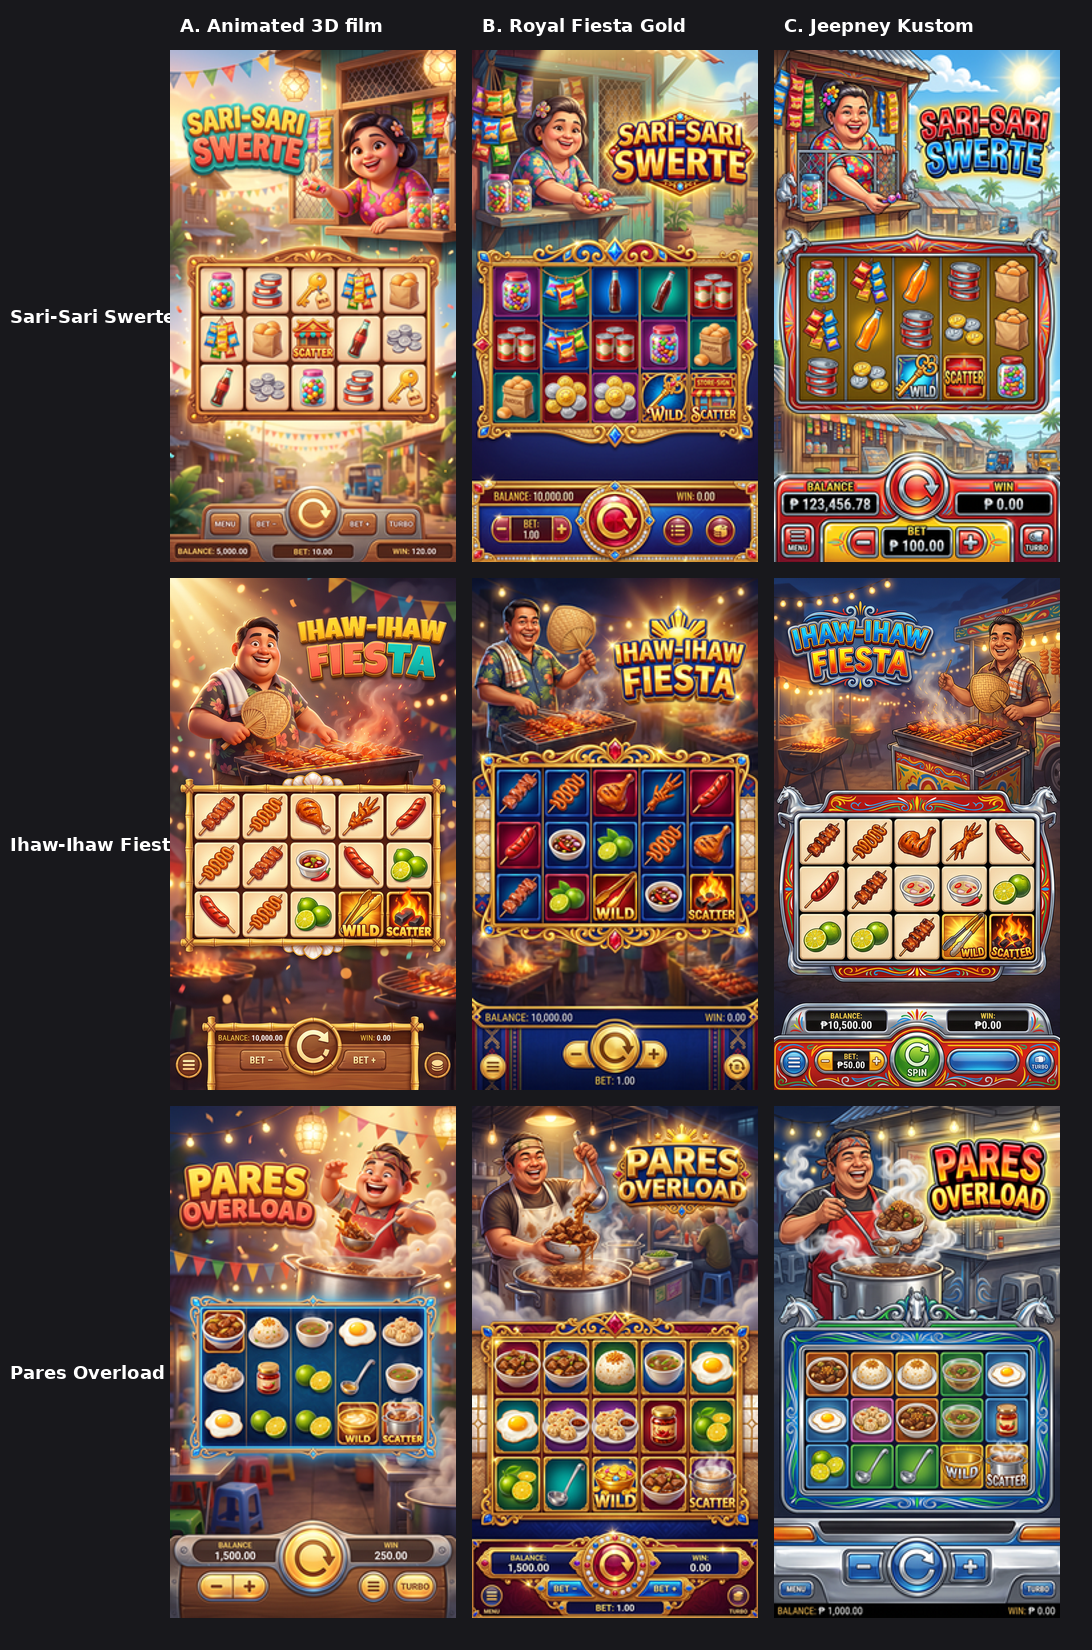 A. Animated 3D film
B. Royal Fiesta Gold
C. Jeepney Kustom
Sari-Sari Swerte
SARI-SARI
SWERTE
SCATTER
MENU
BET -
BET +
TURBO
BALANCE: 5,000.00
BET: 10.00
WIN: 120.00
SARI-SARI
SWERTE
STORE-SIGN
WILD
SCATTER
BALANCE: 10,000.00
WIN: 0.00
BET:
1.00
SARI-SARI
SWERTE
WILD
SCATTER
BALANCE
WIN
₱ 123,456.78
₱ 0.00
BET
₱ 100.00
MENU
TURBO
Ihaw-Ihaw Fiest
IHAW-IHAW
FIESTA
WILD
SCATTER
BALANCE: 10,000.00
WIN: 0.00
BET −
BET +
IHAW-IHAW
FIESTA
WILD
SCATTER
BALANCE: 10,000.00
WIN: 0.00
BET: 1.00
IHAW-IHAW
FIESTA
WILD
SCATTER
BALANCE:
₱10,500.00
WIN:
₱0.00
BET:
₱50.00
SPIN
TURBO
Pares Overload
PARES
OVERLOAD
WILD
SCATTER
BALANCE
1,500.00
WIN
250.00
TURBO
PARES
OVERLOAD
WILD
SCATTER
BALANCE:
1,500.00
WIN:
0.00
BET −
BET +
MENU
BET: 1.00
TURBO
PARES
OVERLOAD
WILD
SCATTER
MENU
TURBO
BALANCE: ₱ 1,000.00
WIN: ₱ 0.00